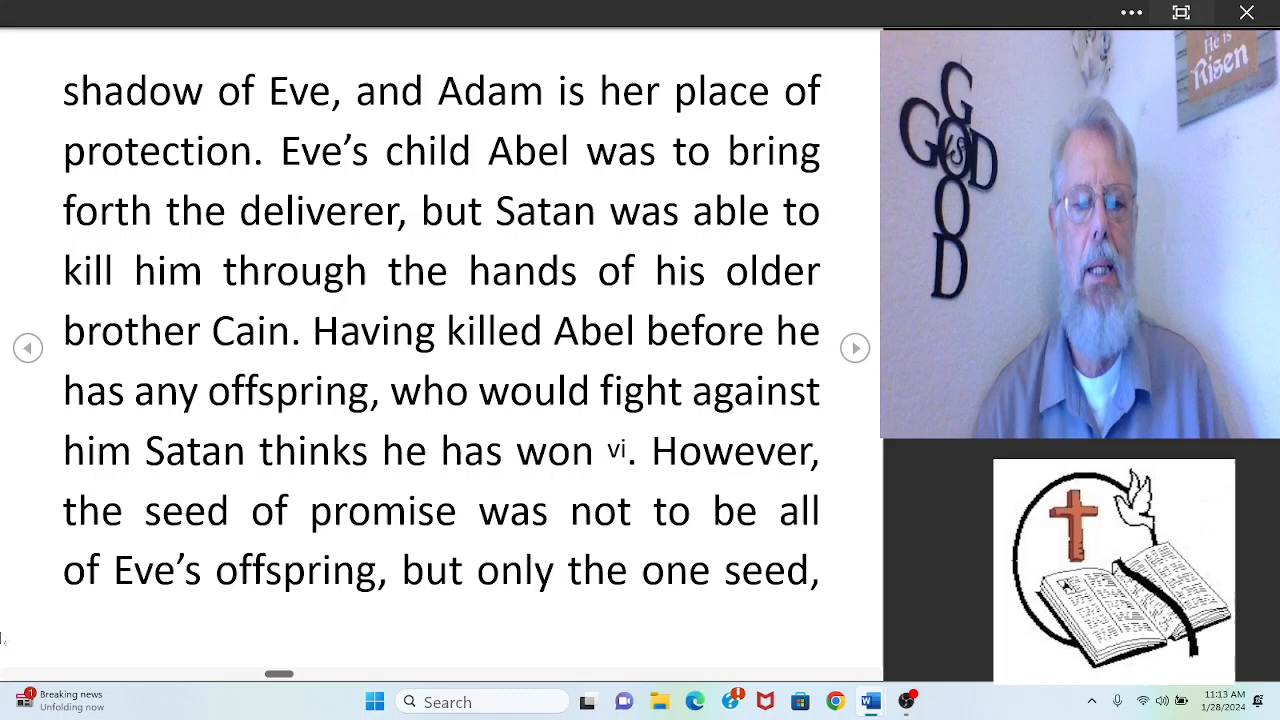 shadow of Eve, and Adam is her place of
protection. Eve’s child Abel was to bring
forth the deliverer, but Satan was able to
kill him through the hands of his older
brother Cain. Having killed Abel before he
has any offspring, who would fight against
him Satan thinks he has won vi. However,
the seed of promise was not to be all
of Eve’s offspring, but only the one seed,
GOD
GOD
is
He is
Risen
1
Breaking news
Unfolding now
Search
11:13 AM
1/28/2024